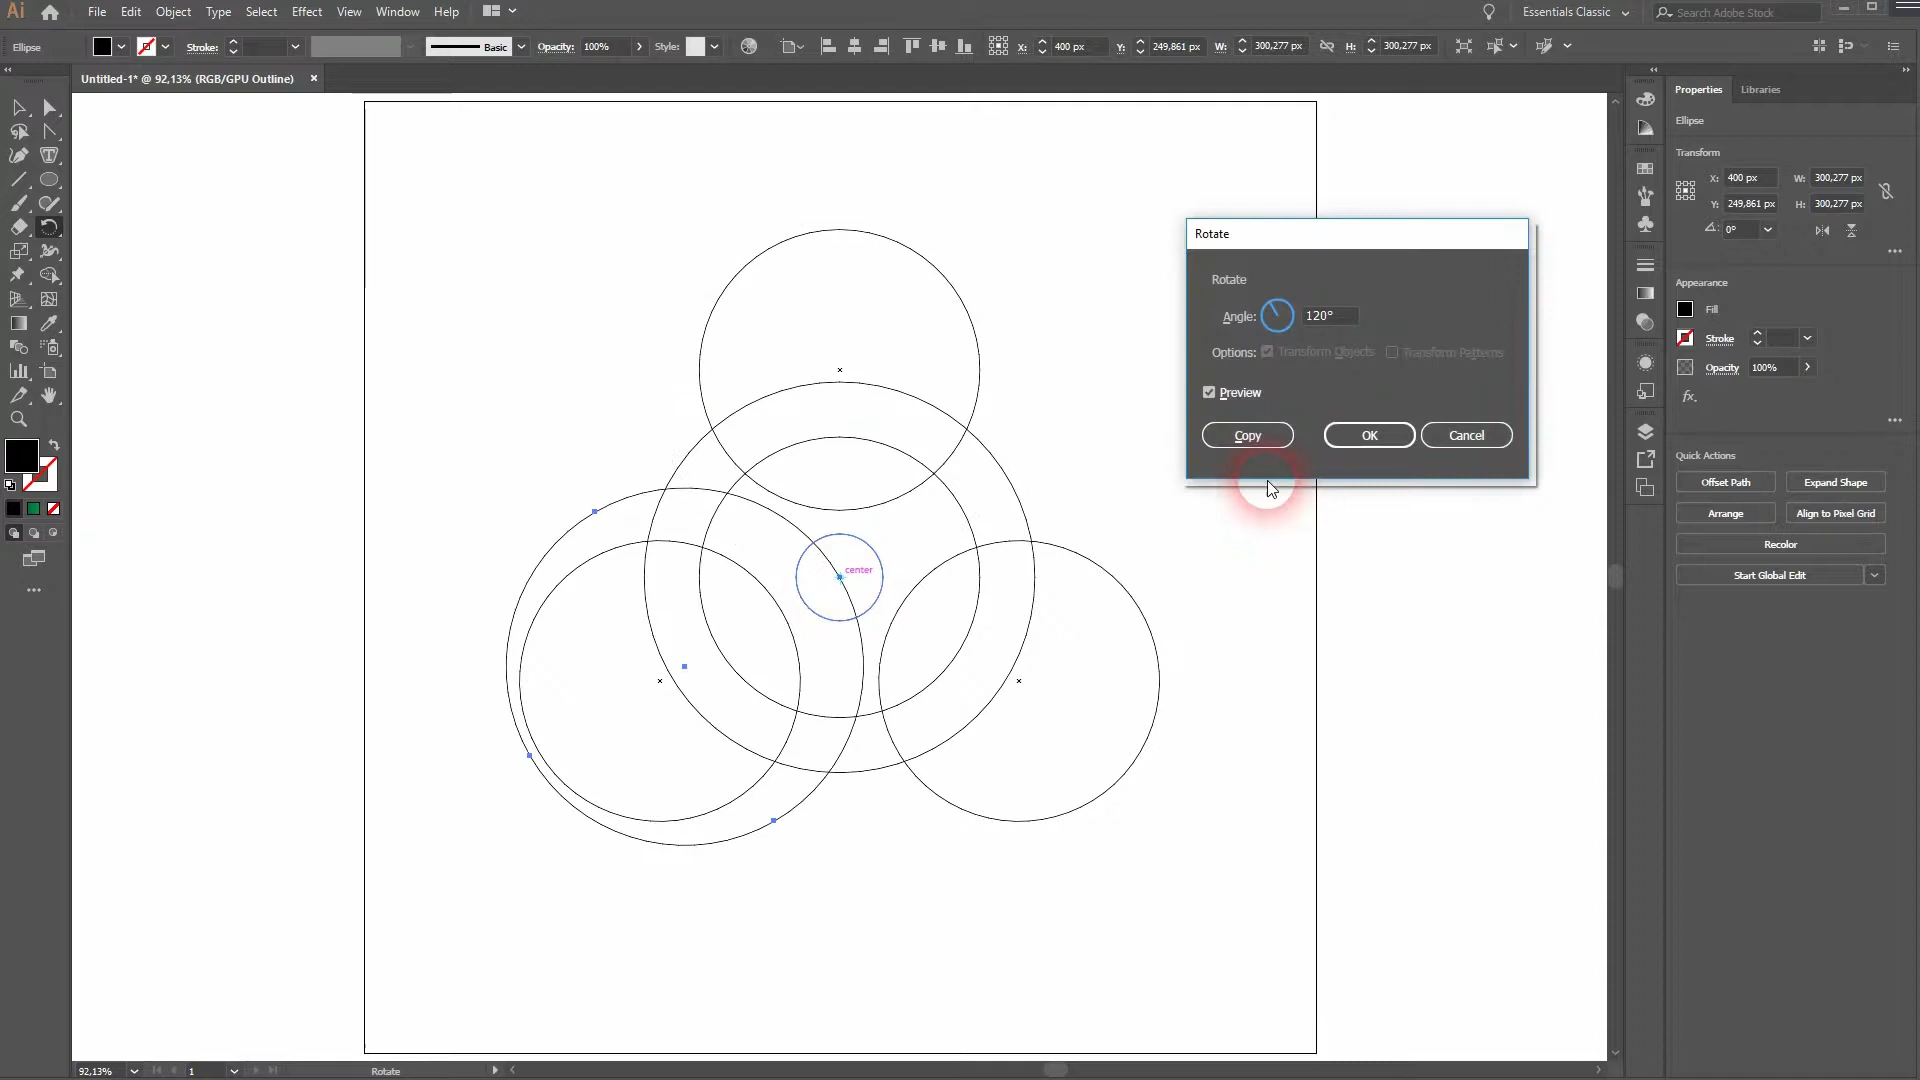 Ai File Edit Object Type Select Effect View Window Help Essentials Classic Search Adobe Stock
Ellipse Stroke: Basic Opacity: 100% Style: X: 400 px Y: 249,861 px W: 300,277 px H: 300,277 px
Untitled-1* @ 92,13% (RGB/GPU Outline) ×
Properties Libraries
Ellipse
Transform
X: 400 px W: 300,277 px
Y: 249,861 px H: 300,277 px
0°
Appearance
Fill
Stroke
Opacity 100%
fx.
Quick Actions
Offset Path Expand Shape
Arrange Align to Pixel Grid
Recolor
Start Global Edit
Rotate
Rotate
Angle: 120°
Options: Transform Objects Transform Patterns
Preview
Copy OK Cancel
center
92,13% 1 Rotate